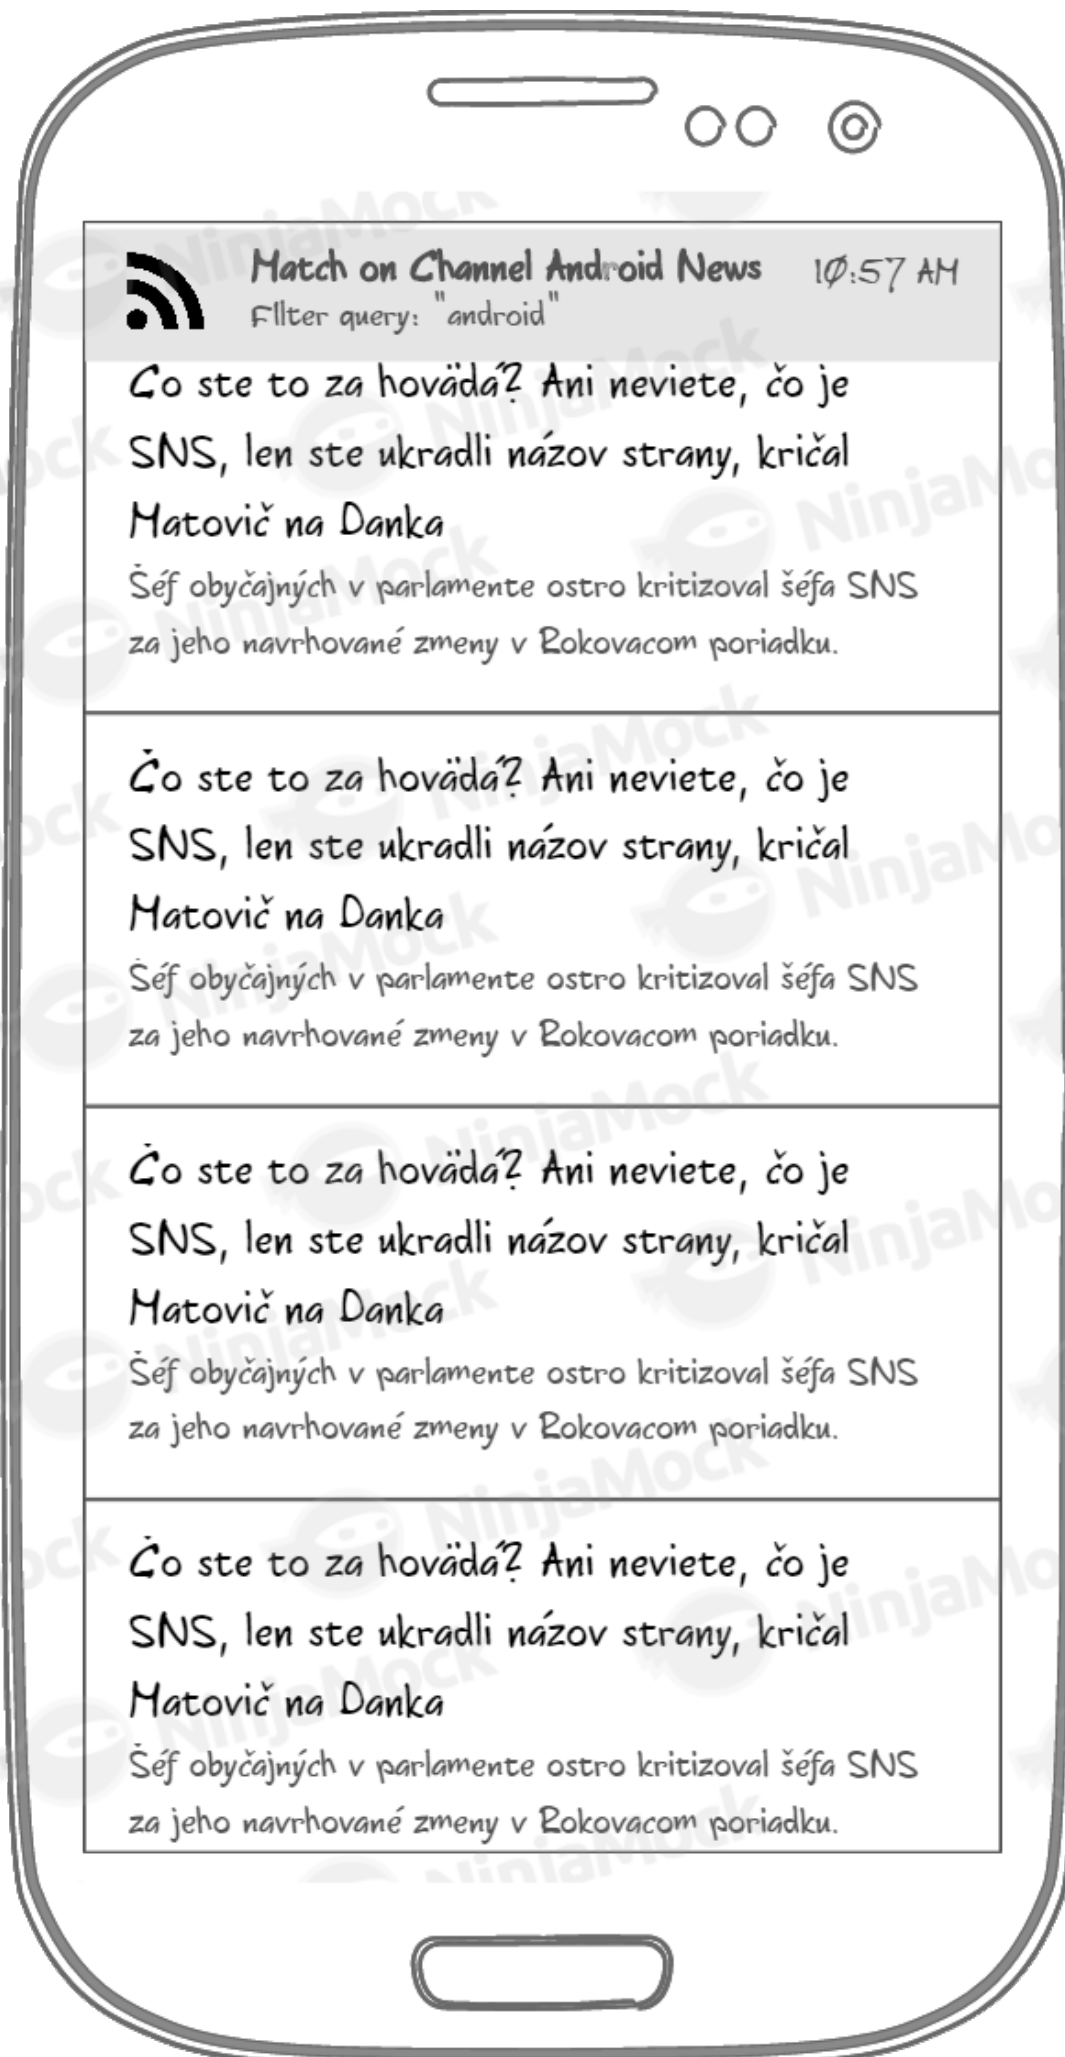 Match on Channel Android News
10:57 AM
FIlter query: "android"
Čo ste to za hovädá? Ani neviete, čo je
SNS, len ste ukradli názov strany, kričal
Matovič na Danka
Šéf obyčajných v parlamente ostro kritizoval šéfa SNS
za jeho navrhované zmeny v Rokovacom poriadku.
Čo ste to za hovädá? Ani neviete, čo je
SNS, len ste ukradli názov strany, kričal
Matovič na Danka
Šéf obyčajných v parlamente ostro kritizoval šéfa SNS
za jeho navrhované zmeny v Rokovacom poriadku.
Čo ste to za hovädá? Ani neviete, čo je
SNS, len ste ukradli názov strany, kričal
Matovič na Danka
Šéf obyčajných v parlamente ostro kritizoval šéfa SNS
za jeho navrhované zmeny v Rokovacom poriadku.
Čo ste to za hovädá? Ani neviete, čo je
SNS, len ste ukradli názov strany, kričal
Matovič na Danka
Šéf obyčajných v parlamente ostro kritizoval šéfa SNS
za jeho navrhované zmeny v Rokovacom poriadku.
NinjaMock